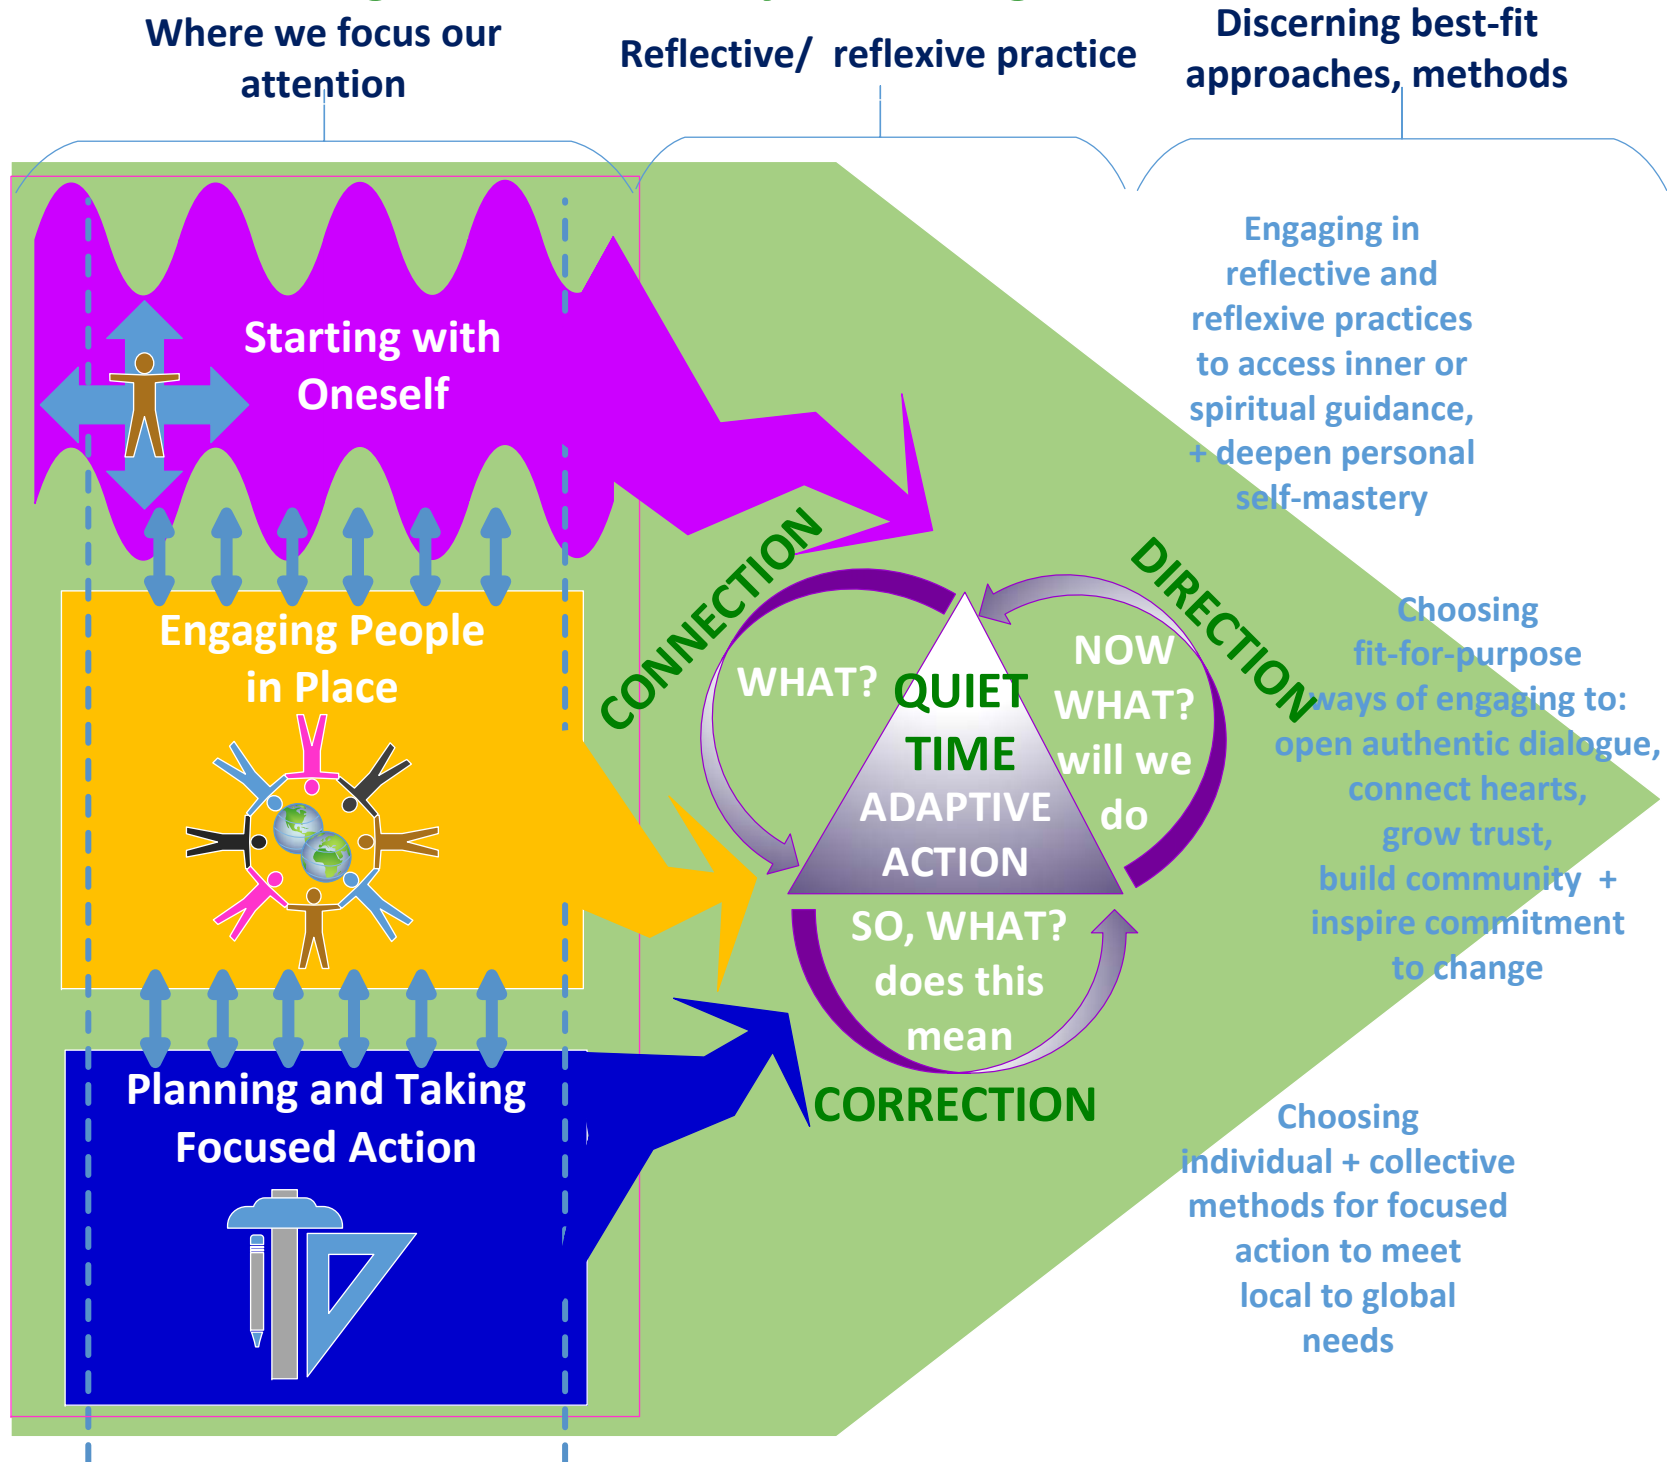 Where we focus our
attention
Reflective/ reflexive practice
Discerning best-fit
approaches, methods
Starting with
Oneself
Engaging People
in Place
Planning and Taking
Focused Action
CONNECTION
WHAT?
DIRECTION
NOW
WHAT?
will we
do
QUIET
TIME
ADAPTIVE
ACTION
SO, WHAT?
does this
mean
CORRECTION
Engaging in
reflective and
reflexive practices
to access inner or
spiritual guidance,
+ deepen personal
self-mastery
Choosing
fit-for-purpose
ways of engaging to:
open authentic dialogue,
connect hearts,
grow trust,
build community +
inspire commitment
to change
Choosing
individual + collective
methods for focused
action to meet
local to global
needs